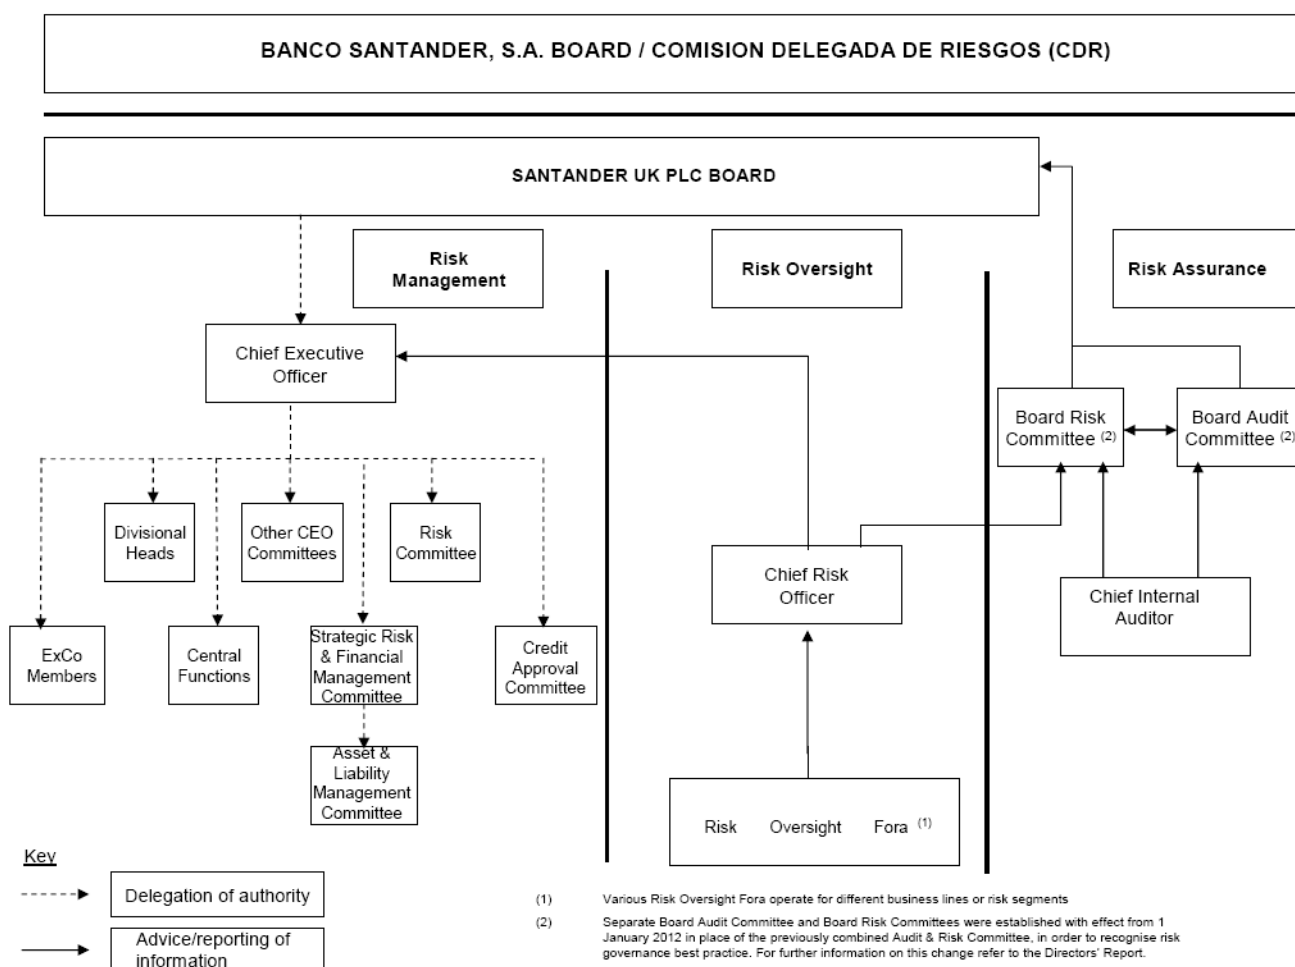 BANCO SANTANDER, S.A. BOARD / COMISION DELEGADA DE RIESGOS (CDR)
SANTANDER UK PLC BOARD
Risk
Management
Risk Oversight
Risk Assurance
Chief Executive
Officer
Board Risk
Committee (2)
Board Audit
Committee (2)
Divisional
Heads
Other CEO
Committees
Risk
Committee
Chief Risk
Officer
Chief Internal
Auditor
ExCo
Members
Central
Functions
Strategic Risk
& Financial
Management
Committee
Credit
Approval
Committee
Asset &
Liability
Management
Committee
Risk Oversight Fora (1)
Key
Delegation of authority
Advice/reporting of
information
(1) Various Risk Oversight Fora operate for different business lines or risk segments
(2) Separate Board Audit Committee and Board Risk Committees were established with effect from 1
January 2012 in place of the previously combined Audit & Risk Committee, in order to recognise risk
governance best practice. For further information on this change refer to the Directors' Report.